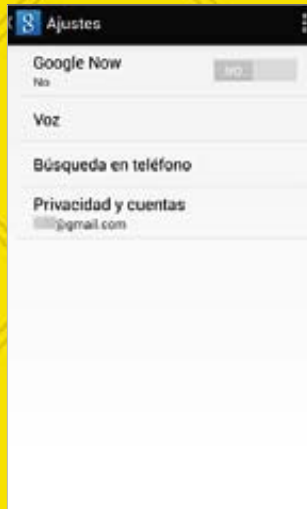 Ajustes
Google Now
No
NO
Voz
Búsqueda en teléfono
Privacidad y cuentas
@gmail.com